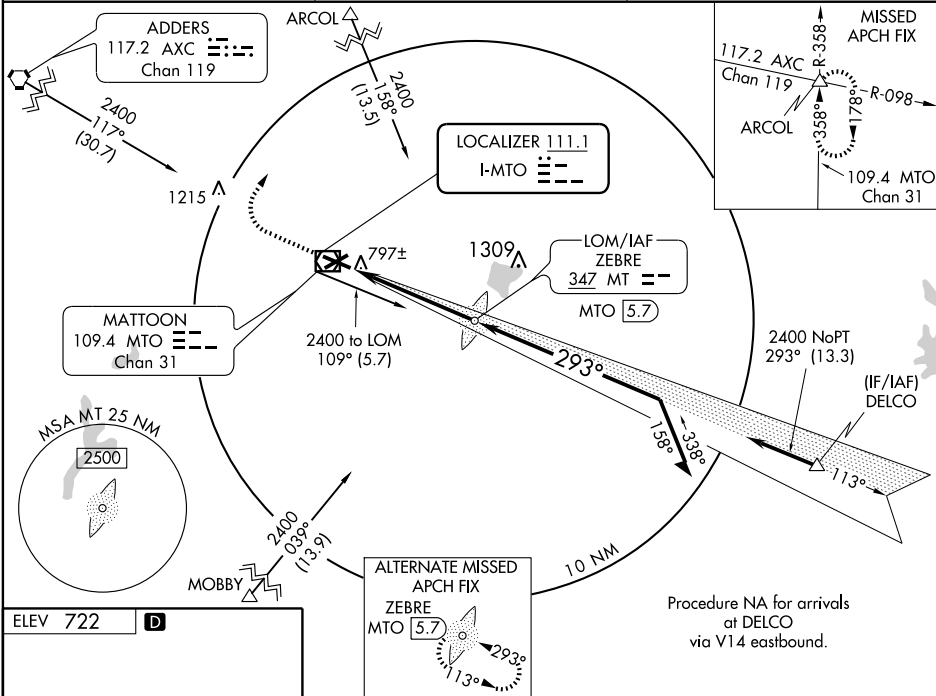 ADDERS
117.2 AXC
Chan 119
2400
117°
(30.7)
ARCOL
2400
158°
(13.5)
LOCALIZER 111.1
I-MTO
MISSED
APCH FIX
117.2 AXC
Chan 119
R-358
R-098
ARCOL
358°
178°
109.4 MTO
Chan 31
1215
797±
1309
LOM/IAF
ZEBRE
347 MT
MTO 5.7
MATTOON
109.4 MTO
Chan 31
2400 to LOM
109° (5.7)
293°
2400 NoPT
293° (13.3)
(IF/IAF)
DELCO
158°
338°
113°
MSA MT 25 NM
2500
2400
039°
(13.9)
MOBBY
10 NM
ALTERNATE MISSED
APCH FIX
ZEBRE
MTO 5.7
293°
113°
Procedure NA for arrivals
at DELCO
via V14 eastbound.
ELEV 722 D